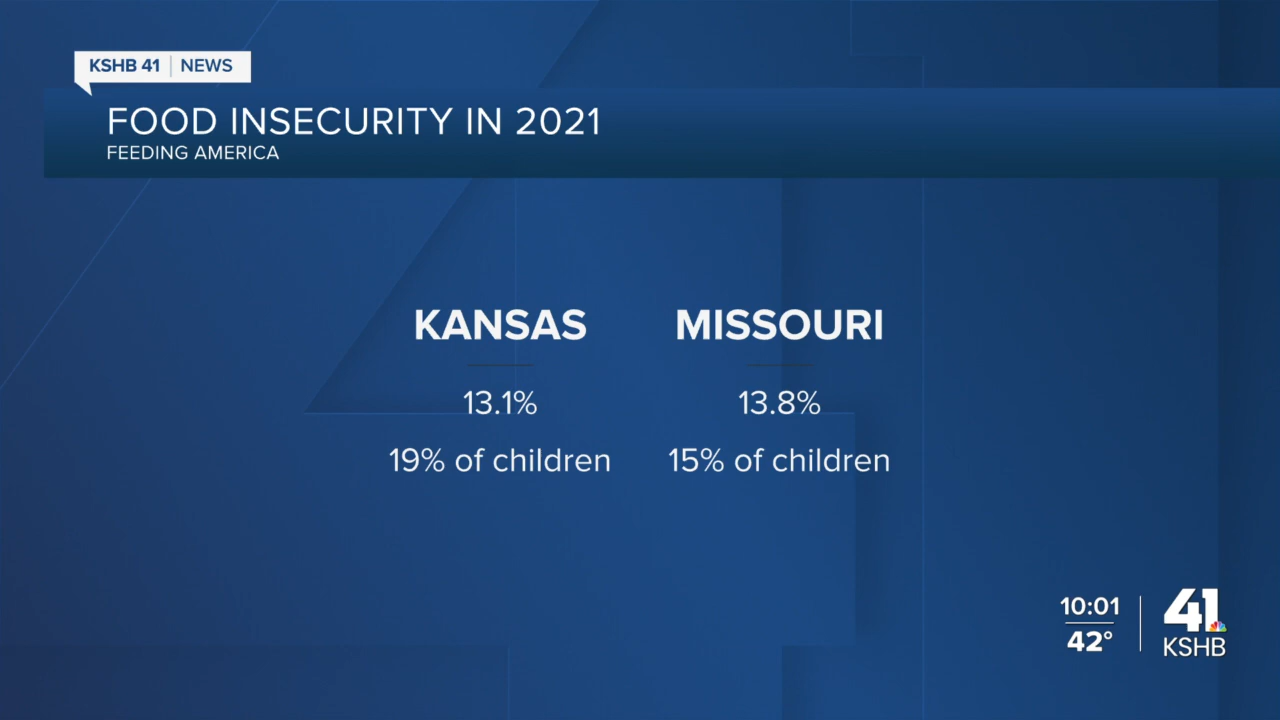 KSHB 41 | NEWS
FOOD INSECURITY IN 2021
FEEDING AMERICA
KANSAS
13.1%
19% of children
MISSOURI
13.8%
15% of children
10:01
42°
41
KSHB